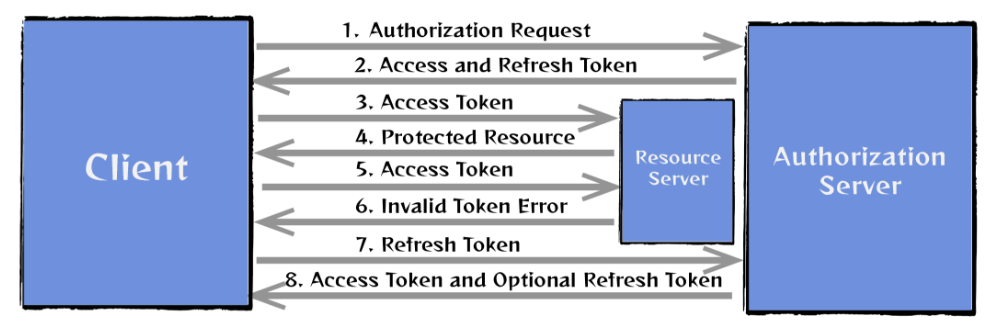 1. Authorization Request
2. Access and Refresh Token
3. Access Token
4. Protected Resource
5. Access Token
6. Invalid Token Error
7. Refresh Token
8. Access Token and Optional Refresh Token
Client
Resource
Server
Authorization
Server